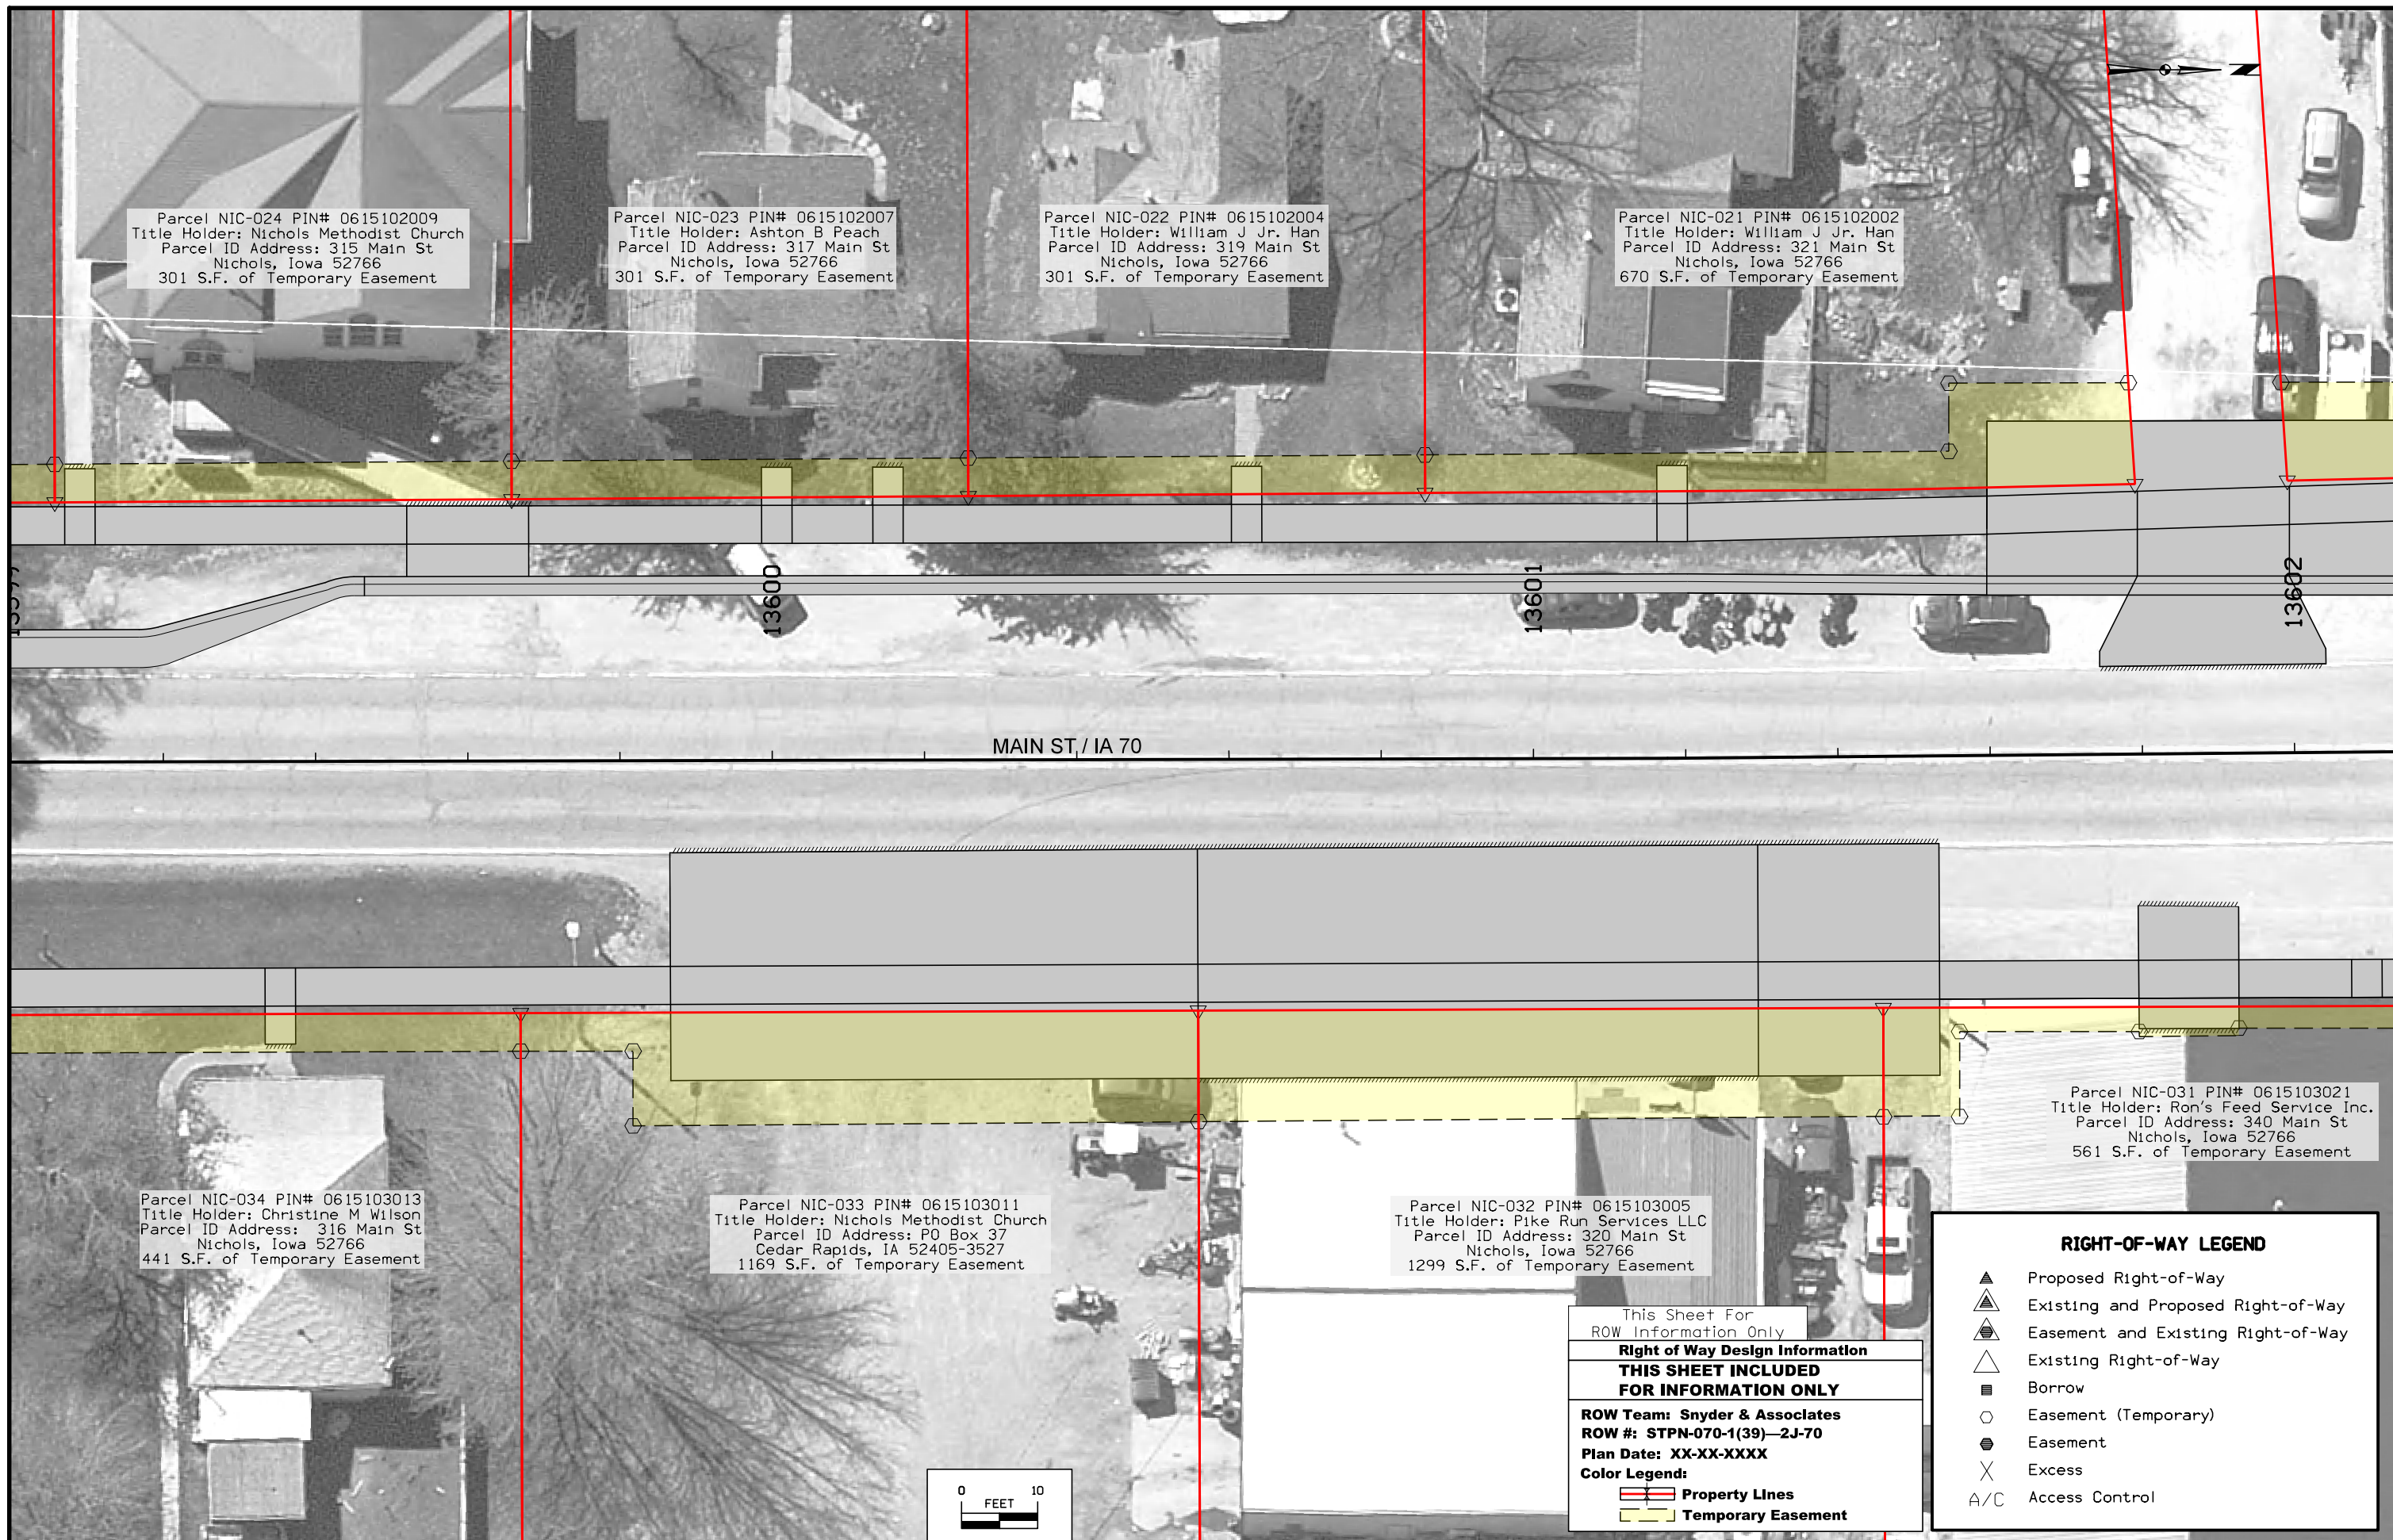 Parcel NIC-024 PIN# 0615102009
Title Holder: Nichols Methodist Church
Parcel ID Address: 315 Main St
Nichols, Iowa 52766
301 S.F. of Temporary Easement
Parcel NIC-023 PIN# 0615102007
Title Holder: Ashton B Peach
Parcel ID Address: 317 Main St
Nichols, Iowa 52766
301 S.F. of Temporary Easement
Parcel NIC-022 PIN# 0615102004
Title Holder: William J Jr. Han
Parcel ID Address: 319 Main St
Nichols, Iowa 52766
301 S.F. of Temporary Easement
Parcel NIC-021 PIN# 0615102002
Title Holder: William J Jr. Han
Parcel ID Address: 321 Main St
Nichols, Iowa 52766
670 S.F. of Temporary Easement
13600
13601
13602
MAIN ST / IA 70
Parcel NIC-034 PIN# 0615103013
Title Holder: Christine M Wilson
Parcel ID Address: 316 Main St
Nichols, Iowa 52766
441 S.F. of Temporary Easement
Parcel NIC-033 PIN# 0615103011
Title Holder: Nichols Methodist Church
Parcel ID Address: PO Box 37
Cedar Rapids, IA 52405-3527
1169 S.F. of Temporary Easement
Parcel NIC-032 PIN# 0615103005
Title Holder: Pike Run Services LLC
Parcel ID Address: 320 Main St
Nichols, Iowa 52766
1299 S.F. of Temporary Easement
Parcel NIC-031 PIN# 0615103021
Title Holder: Ron's Feed Service Inc.
Parcel ID Address: 340 Main St
Nichols, Iowa 52766
561 S.F. of Temporary Easement
0 10
FEET
This Sheet For
ROW Information Only
Right of Way Design Information
THIS SHEET INCLUDED
FOR INFORMATION ONLY
ROW Team: Snyder & Associates
ROW #: STPN-070-1(39)—2J-70
Plan Date: XX-XX-XXXX
Color Legend:
Property Lines
Temporary Easement
RIGHT-OF-WAY LEGEND
Proposed Right-of-Way
Existing and Proposed Right-of-Way
Easement and Existing Right-of-Way
Existing Right-of-Way
Borrow
Easement (Temporary)
Easement
Excess
A/C Access Control